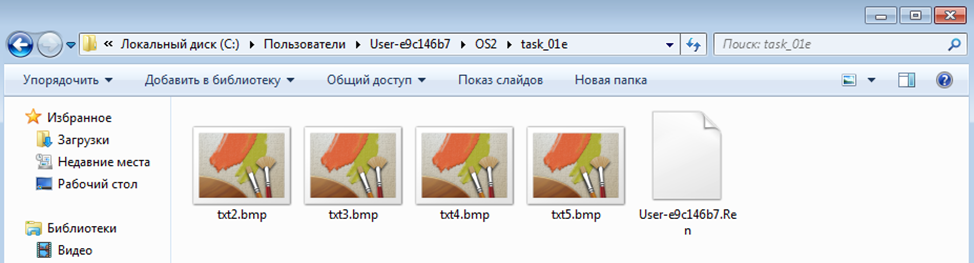 Локальный диск (C:) Пользователи User-e9c146b7 OS2 task_01e Поиск: task_01e
Упорядочить Добавить в библиотеку Общий доступ Показ слайдов Новая папка
Избранное
Загрузки
Недавние места
Рабочий стол
Библиотеки
Видео
txt2.bmp txt3.bmp txt4.bmp txt5.bmp User-e9c146b7.Re
n